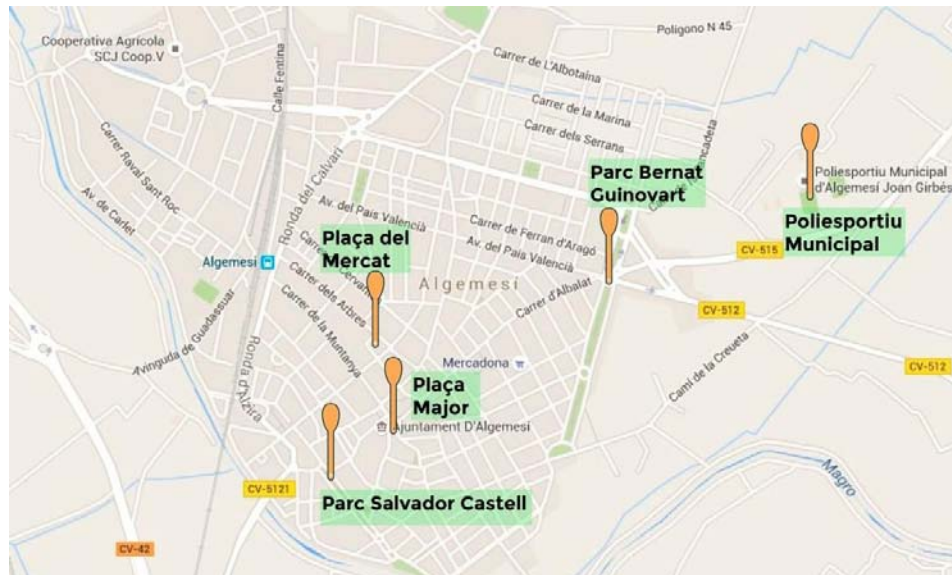 Poligono N 45
Cooperativa Agrícola
SCJ Coop.V
Calle Fentina
Carrer de L'Albotaina
Carrer de la Marina
Carrer dels Serrans
Carrer Raval Sant Roc
Av. de Carlet
Ronda del Calvari
Parc Bernat
Guinovart
Poliesportiu Municipal
d'Algemesí Joan Girbés
Poliesportiu
Municipal
Av. del País Valencià
Carrer de Ferran d'Aragó
Av. del País Valencià
Plaça del
Mercat
CV-515
Algemesi
Algemesí
Carrer dels Arbres
Carrer de la Muntanya
Carrer d'Albalat
CV-512
Avinguda de Guadassuar
Ronda d'Alzira
Mercadona
CV-512
Camí de la Creueta
Plaça
Major
Ajuntament D'Algemesí
Magro
CV-5121
Parc Salvador Castell
CV-42